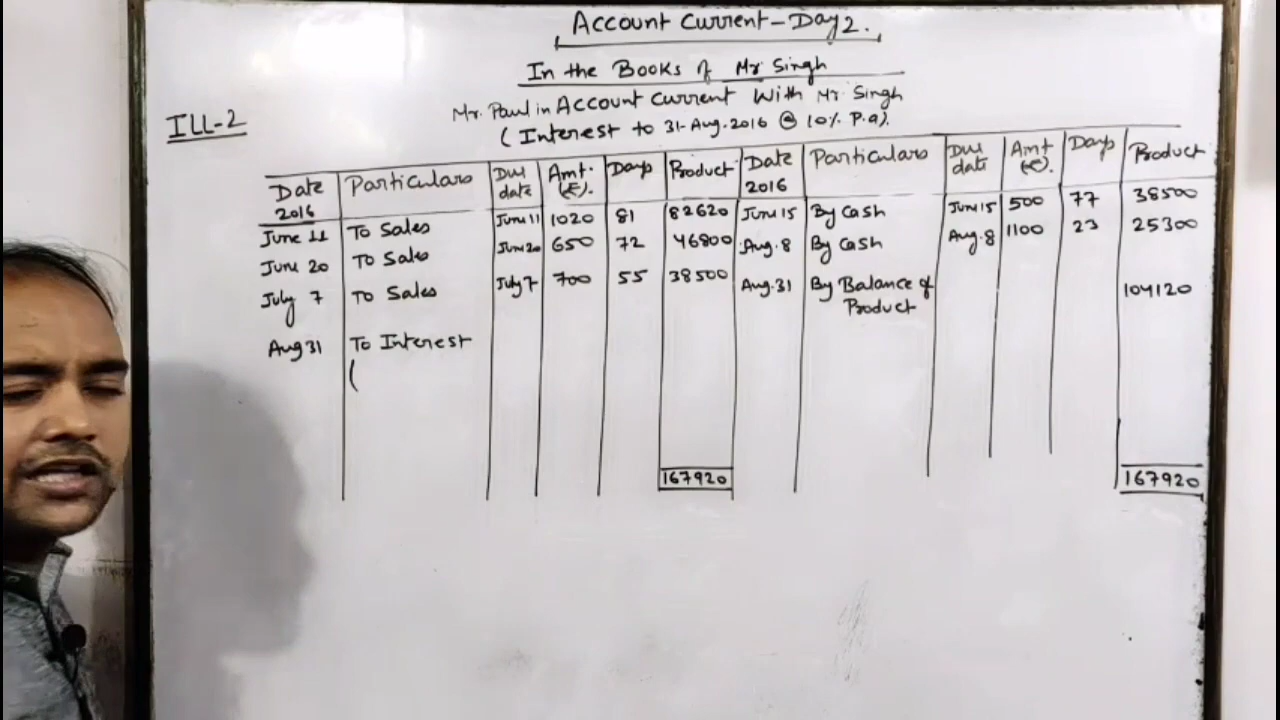 Account Current-Day2.
In the Books of Mr Singh
ILL-2
Mr. Paul in Account Current With Mr. Singh
( Interest to 31-Aug.2016 @ 10% P.a).
Date 2016 Particulars Due date Amt. (₹). Days Product Date 2016 Particulars Due date Amt (₹). Days Product
June 11 To Sales June 11 1020 81 82620 June 15 By Cash June 15 500 77 38500
June 20 To Sales June 20 650 72 46800 Aug.8 By Cash Aug.8 1100 23 25300
July 7 To Sales July 7 700 55 38500 Aug.31 By Balance of Product 104120
Aug 31 To Interest
(
167920 167920